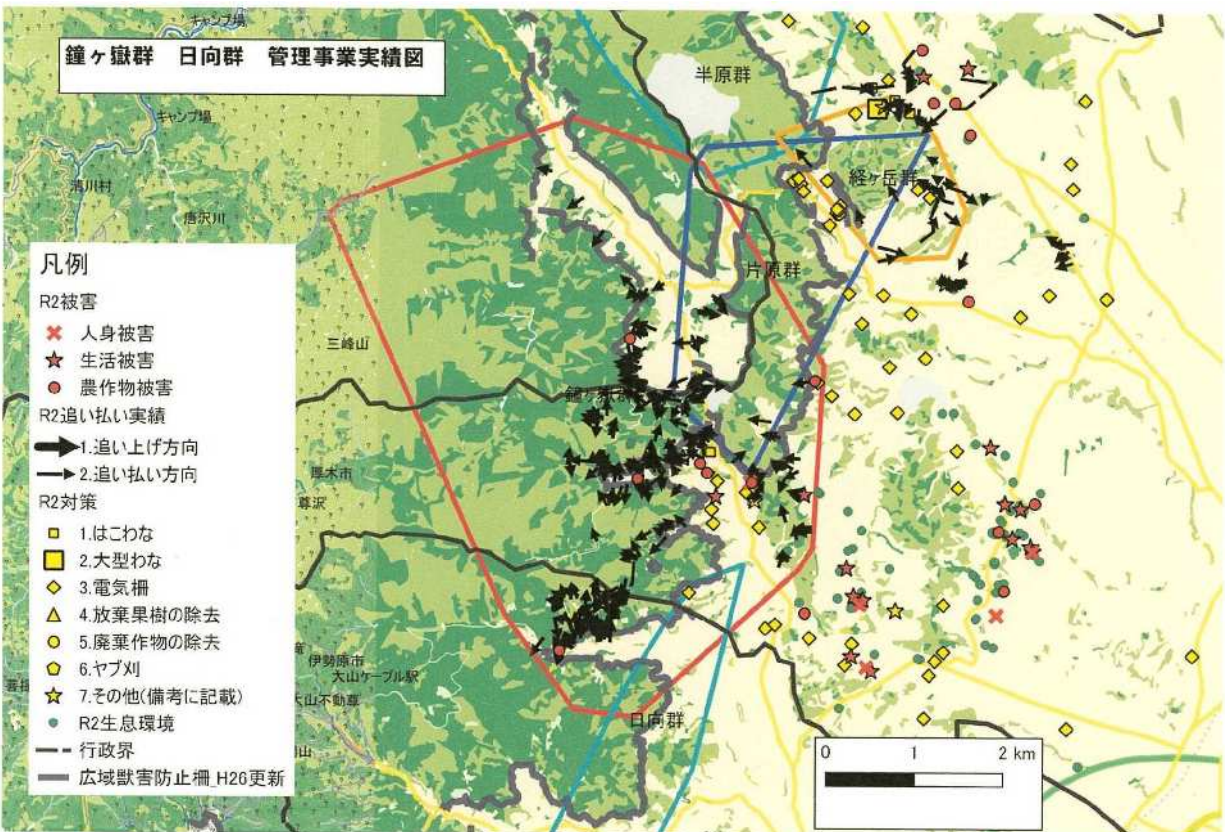 鐘ヶ嶽群 日向群 管理事業実績図
キャンプ場
キャンプ場
清川村
唐沢川
半原群
経ヶ岳群
片原群
三峰山
厚木市
尊沢
伊勢原市
大山ケーブル駅
大山不動尊
日向群
凡例
R2被害
人身被害
生活被害
農作物被害
R2追い払い実績
1.追い上げ方向
2.追い払い方向
R2対策
1.はこわな
2.大型わな
3.電気柵
4.放棄果樹の除去
5.廃棄作物の除去
6.ヤブ刈
7.その他(備考に記載)
R2生息環境
行政界
広域獣害防止柵_H26更新
0 1 2 km